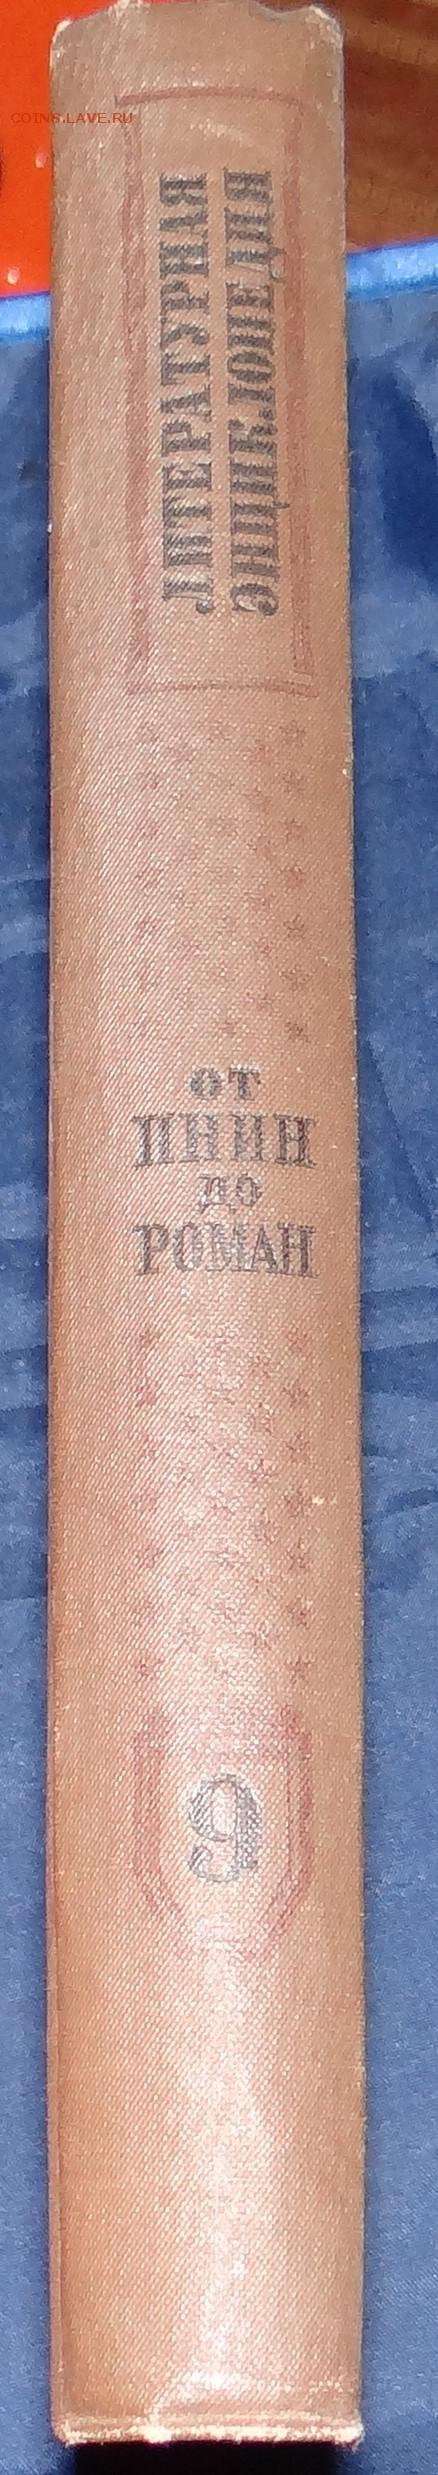 COINS.LAVE.RU
ЛИТЕРАТУРНАЯ
ЭНЦИКЛОПЕДИЯ
ОТ
ПНИН
ДО
РОМАН
9